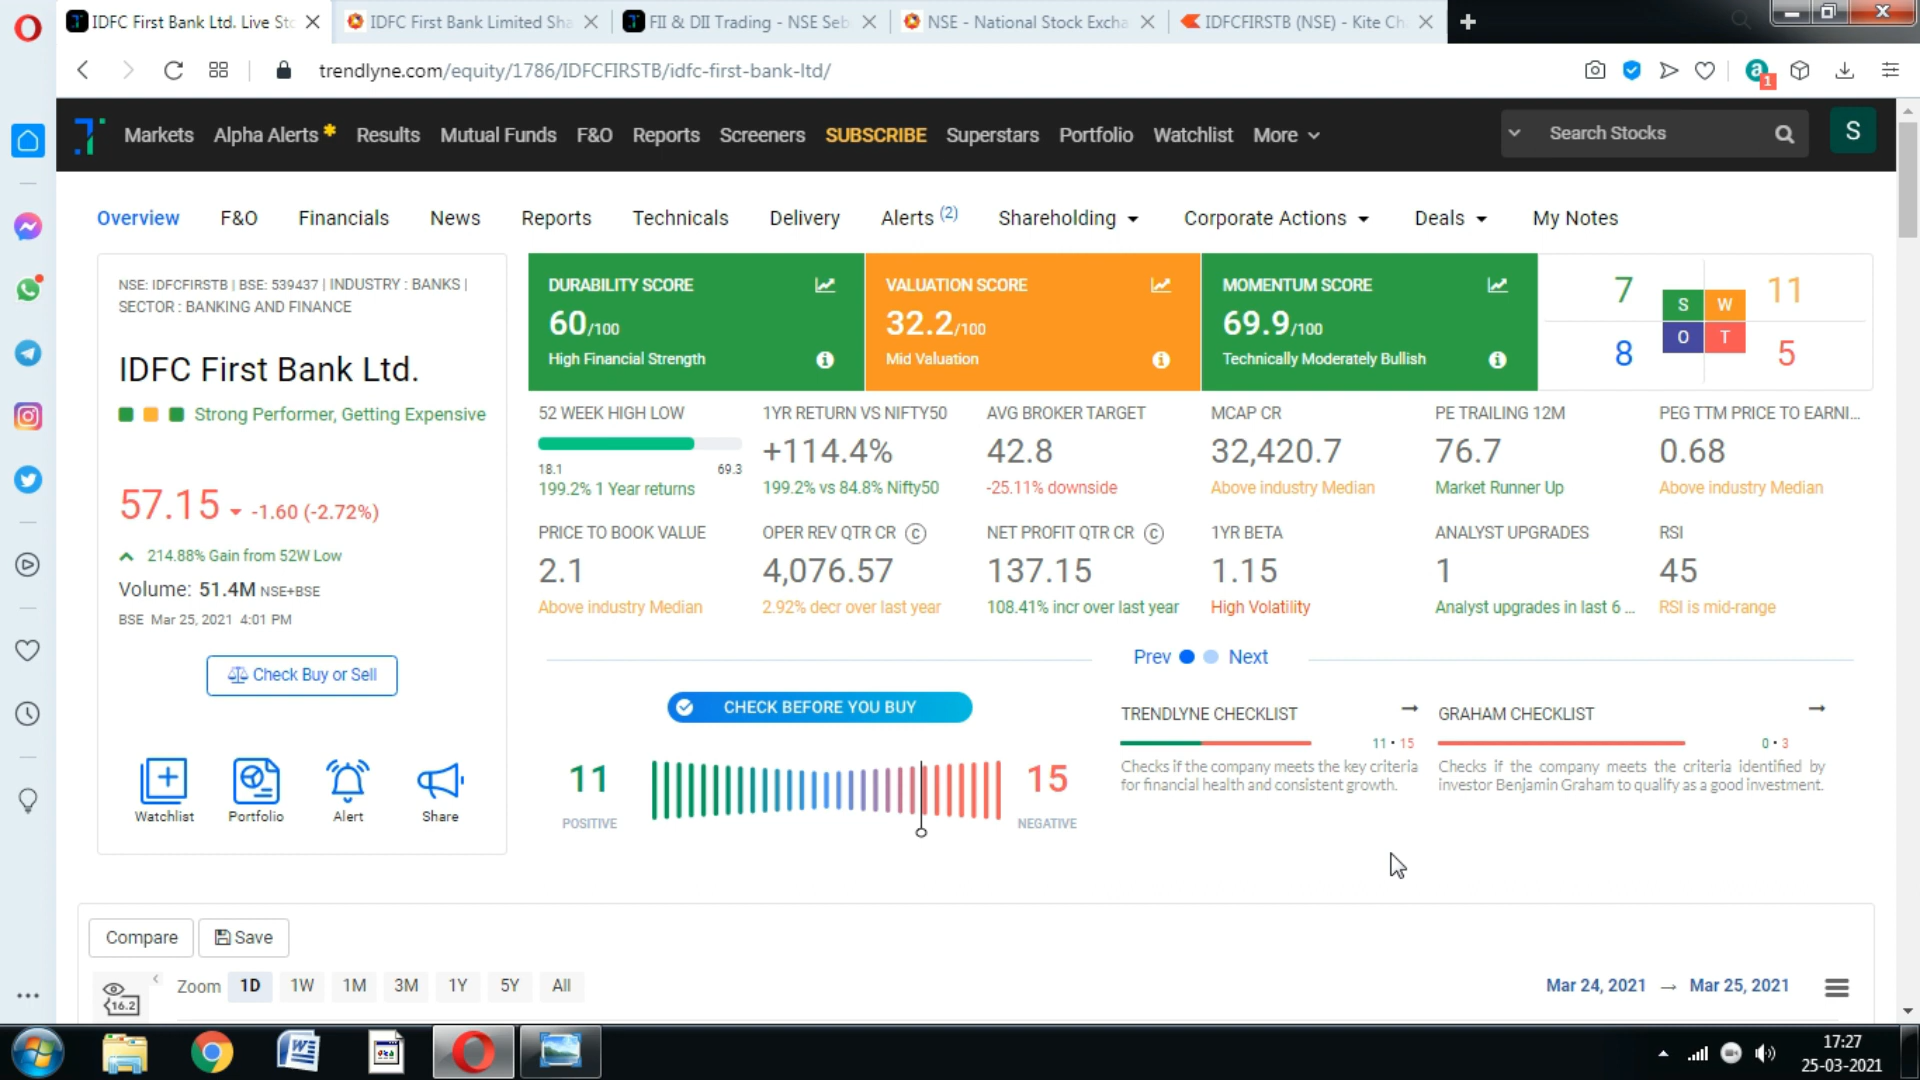 IDFC First Bank Ltd. Live Sto
IDFC First Bank Limited Sha
FII & DII Trading - NSE Seb
NSE - National Stock Excha
IDFCFIRSTB (NSE) - Kite Ch
trendlyne.com/equity/1786/IDFCFIRSTB/idfc-first-bank-ltd/
a 1
Markets Alpha Alerts Results Mutual Funds F&O Reports Screeners SUBSCRIBE Superstars Portfolio Watchlist More
Search Stocks
S
Overview F&O Financials News Reports Technicals Delivery Alerts (2) Shareholding Corporate Actions Deals My Notes
NSE: IDFCFIRSTB | BSE: 539437 | INDUSTRY : BANKS |
SECTOR : BANKING AND FINANCE
IDFC First Bank Ltd.
Strong Performer, Getting Expensive
57.15 -1.60 (-2.72%)
214.88% Gain from 52W Low
Volume: 51.4M NSE+BSE
BSE Mar 25, 2021 4:01 PM
Check Buy or Sell
Watchlist Portfolio Alert Share
DURABILITY SCORE
60/100
High Financial Strength
VALUATION SCORE
32.2/100
Mid Valuation
MOMENTUM SCORE
69.9/100
Technically Moderately Bullish
7 S W 11
8 O T 5
52 WEEK HIGH LOW
18.1 69.3
199.2% 1 Year returns
1YR RETURN VS NIFTY50
+114.4%
199.2% vs 84.8% Nifty50
AVG BROKER TARGET
42.8
-25.11% downside
MCAP CR
32,420.7
Above industry Median
PE TRAILING 12M
76.7
Market Runner Up
PEG TTM PRICE TO EARNI...
0.68
Above industry Median
PRICE TO BOOK VALUE
2.1
Above industry Median
OPER REV QTR CR C
4,076.57
2.92% decr over last year
NET PROFIT QTR CR C
137.15
108.41% incr over last year
1YR BETA
1.15
High Volatility
ANALYST UPGRADES
1
Analyst upgrades in last 6 ...
RSI
45
RSI is mid-range
Prev Next
CHECK BEFORE YOU BUY
11
POSITIVE
15
NEGATIVE
TRENDLYNE CHECKLIST
11 • 15
Checks if the company meets the key criteria
for financial health and consistent growth.
GRAHAM CHECKLIST
0 • 3
Checks if the company meets the criteria identified by
investor Benjamin Graham to qualify as a good investment.
Compare Save
16.2
Zoom 1D 1W 1M 3M 1Y 5Y All
Mar 24, 2021 → Mar 25, 2021
17:27
25-03-2021